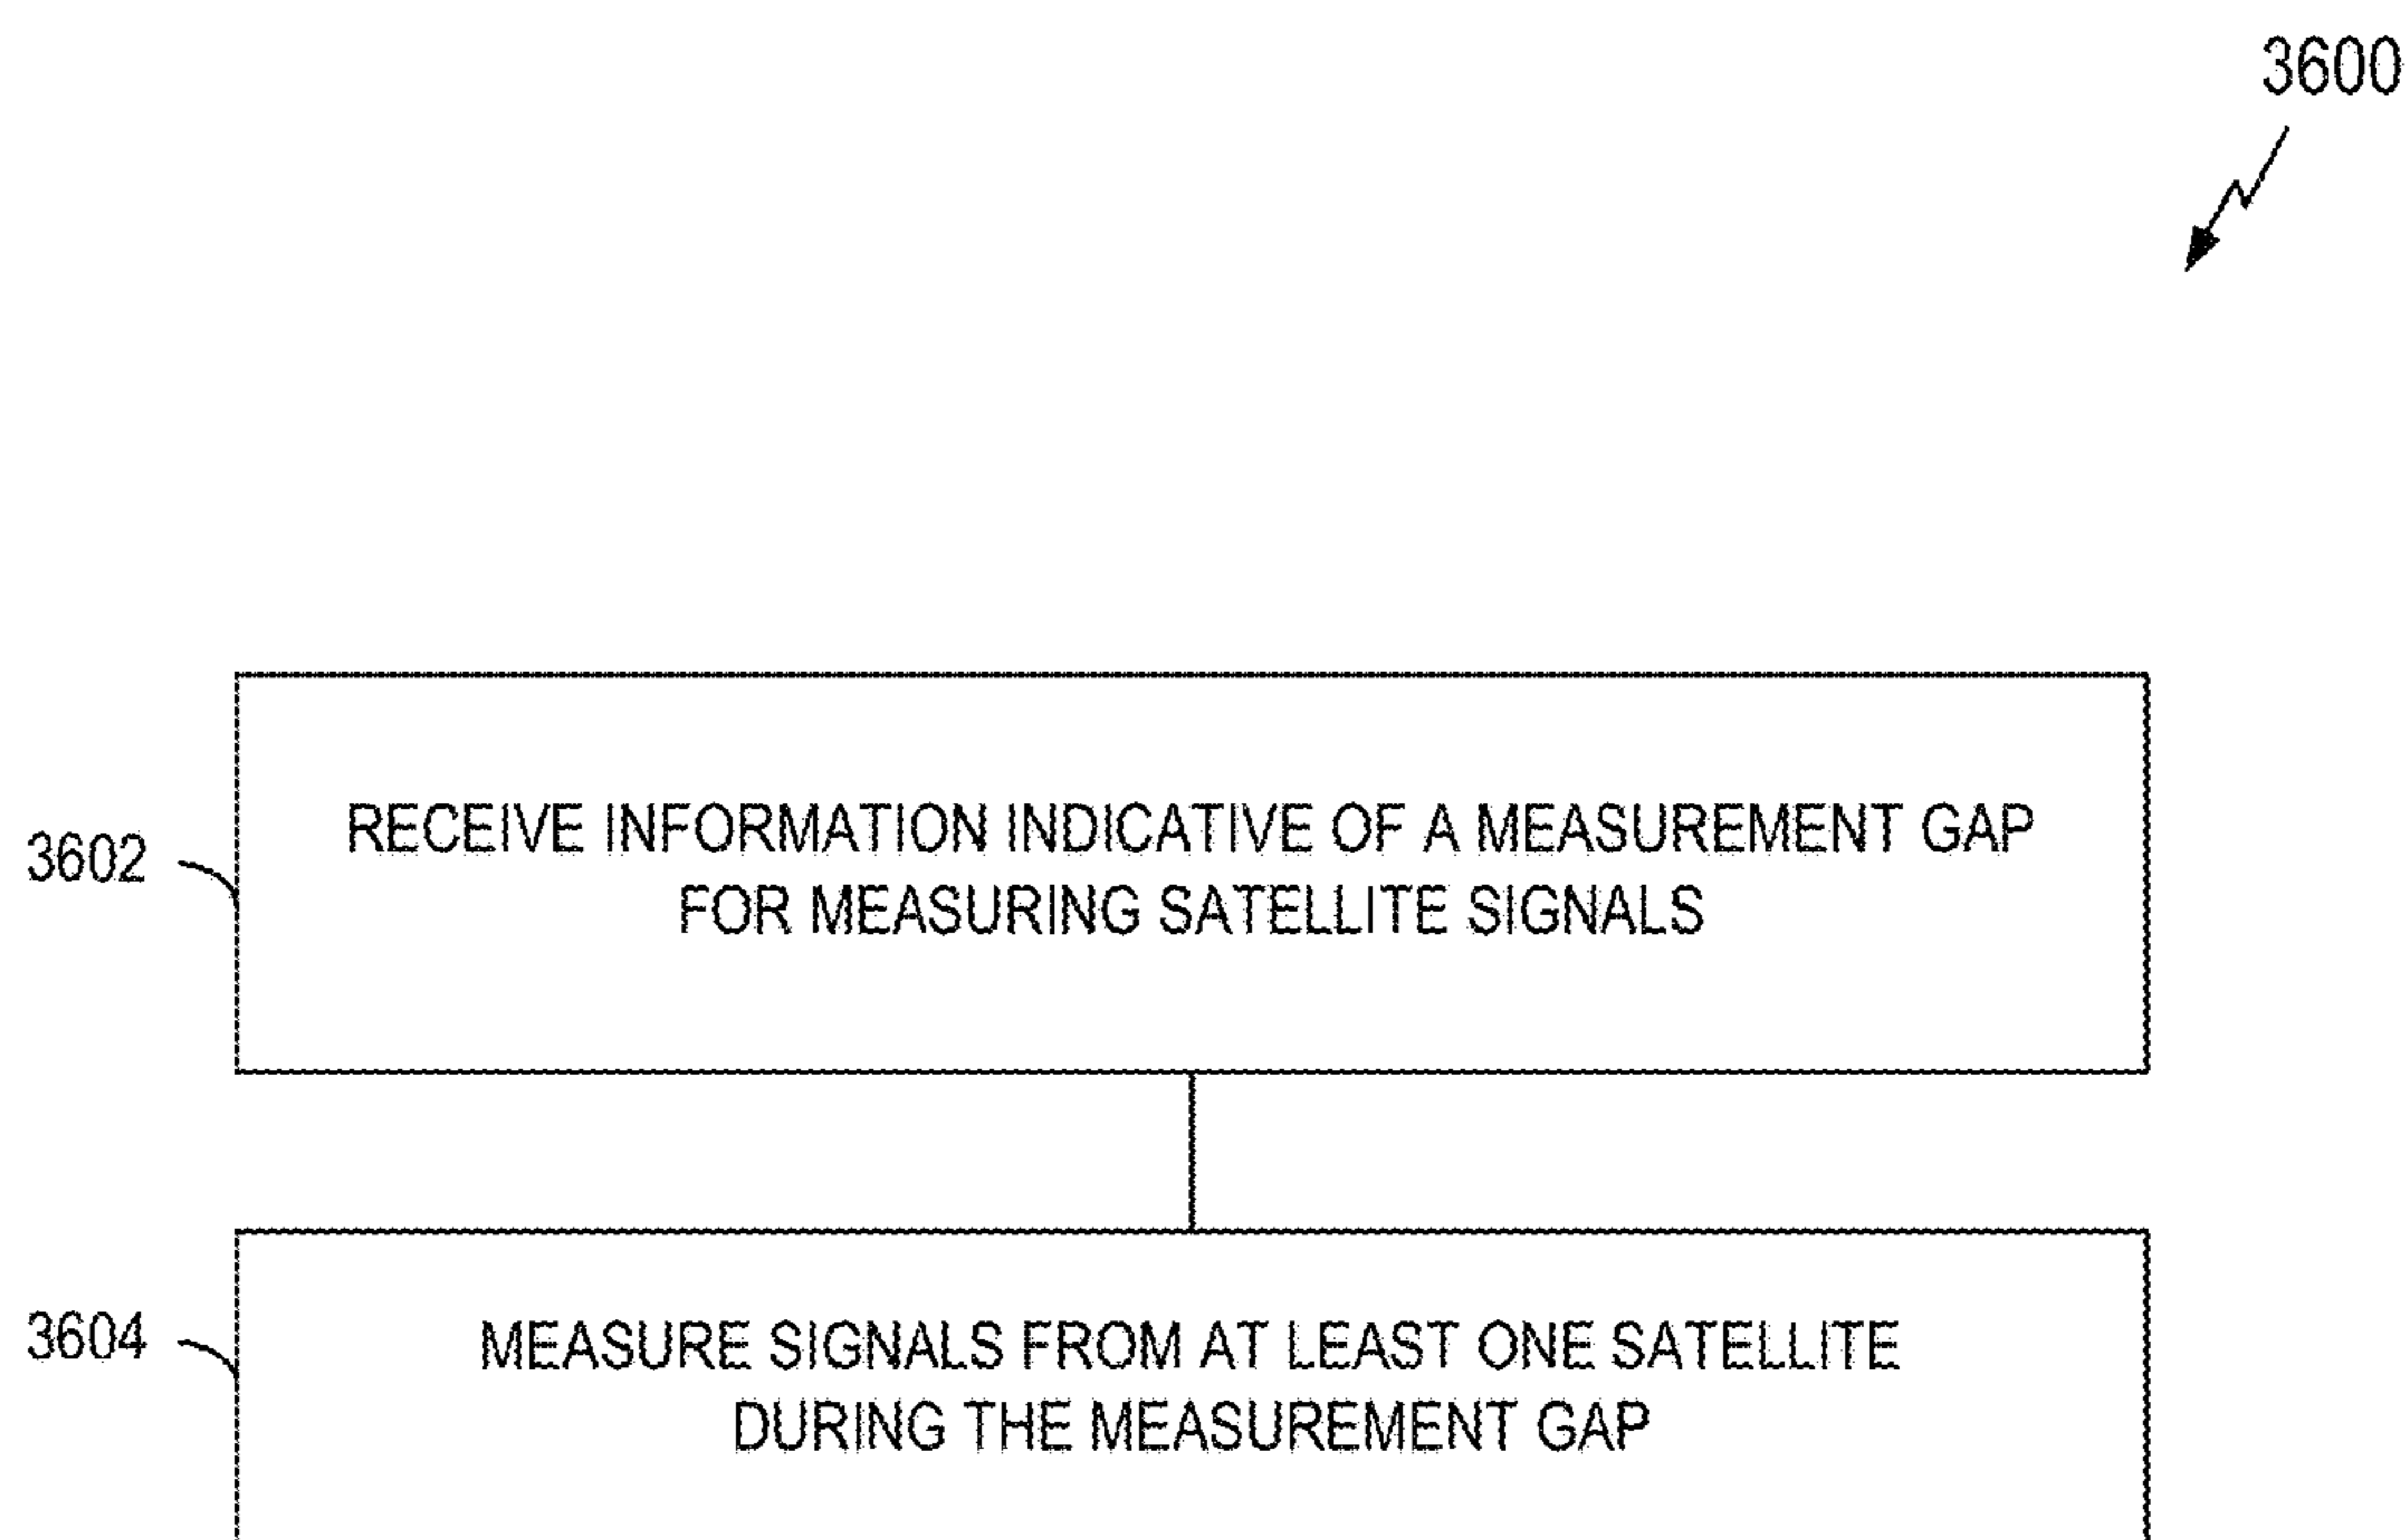 3600
3602
RECEIVE INFORMATION INDICATIVE OF A MEASUREMENT GAP
FOR MEASURING SATELLITE SIGNALS
3604
MEASURE SIGNALS FROM AT LEAST ONE SATELLITE
DURING THE MEASUREMENT GAP